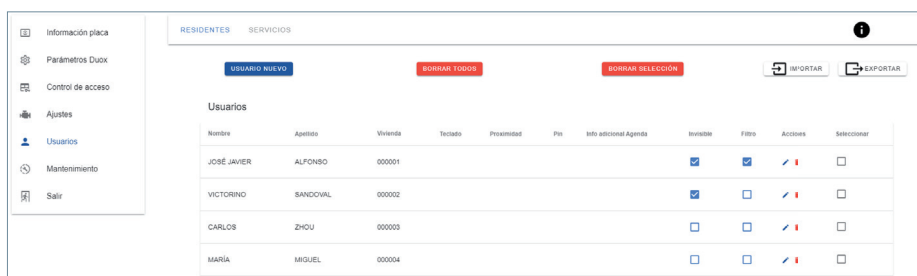 Información placa
Parámetros Duox
Control de acceso
Ajustes
Usuarios
Mantenimiento
Salir
RESIDENTES SERVICIOS
USUARIO NUEVO BORRAR TODOS BORRAR SELECCIÓN IMPORTAR EXPORTAR
Usuarios
Nombre Apellido Vivienda Teclado Proximidad Pin Info adicional Agenda Invisible Filtro Acciones Seleccionar
JOSÉ JAVIER ALFONSO 000001
VICTORINO SANDOVAL 000002
CARLOS ZHOU 000003
MARÍA MIGUEL 000004